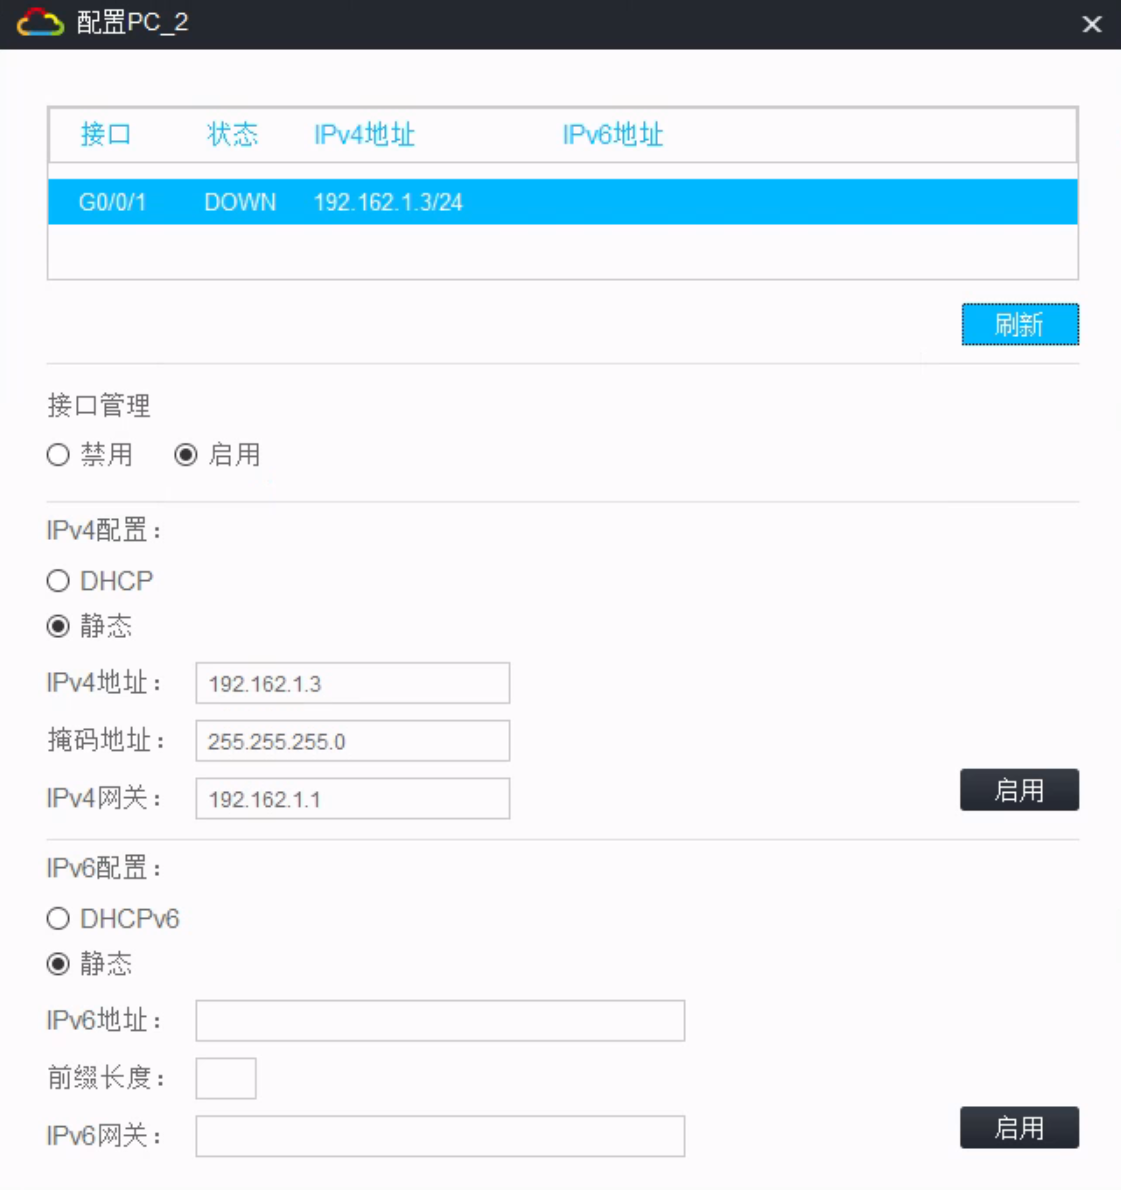 配置PC_2
接口 状态 IPv4地址 IPv6地址
G0/0/1 DOWN 192.162.1.3/24
刷新
接口管理
禁用 启用
IPv4配置：
DHCP
静态
IPv4地址： 192.162.1.3
掩码地址： 255.255.255.0
IPv4网关： 192.162.1.1
启用
IPv6配置：
DHCPv6
静态
IPv6地址：
前缀长度：
IPv6网关：
启用